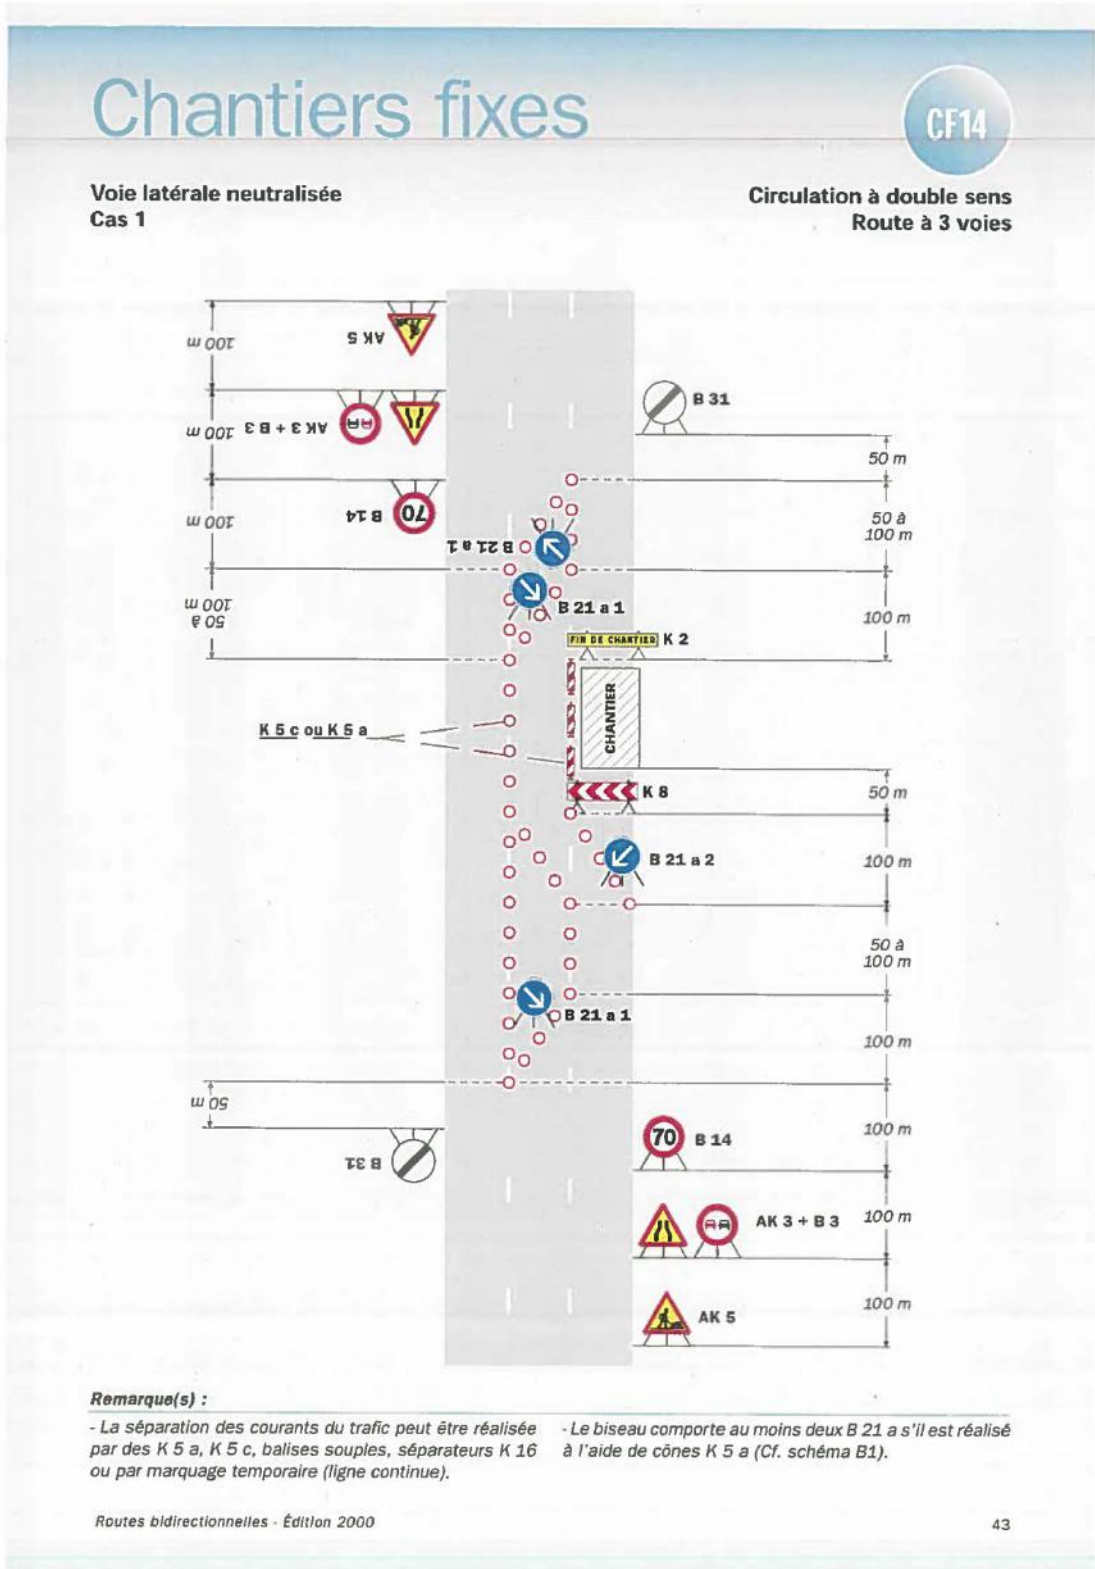 Chantiers fixes
CF14
Voie latérale neutralisée
Cas 1
Circulation à double sens
Route à 3 voies
100 m
AK 5
100 m
AK 3 + B 3
B 31
50 m
100 m
B 14
70
50 à
100 m
B 21 a 1
50 à
100 m
B 21 a 1
100 m
FIN DE CHANTIER
K 2
CHANTIER
K 5 c ou K 5 a
K 8
50 m
B 21 a 2
100 m
50 à
100 m
B 21 a 1
100 m
50 m
B 31
70
B 14
100 m
AK 3 + B 3
100 m
AK 5
100 m
Remarque(s) :
- La séparation des courants du trafic peut être réalisée
par des K 5 a, K 5 c, balises souples, séparateurs K 16
ou par marquage temporaire (ligne continue).
- Le biseau comporte au moins deux B 21 a s'il est réalisé
à l'aide de cônes K 5 a (Cf. schéma B1).
Routes bidirectionnelles - Édition 2000
43